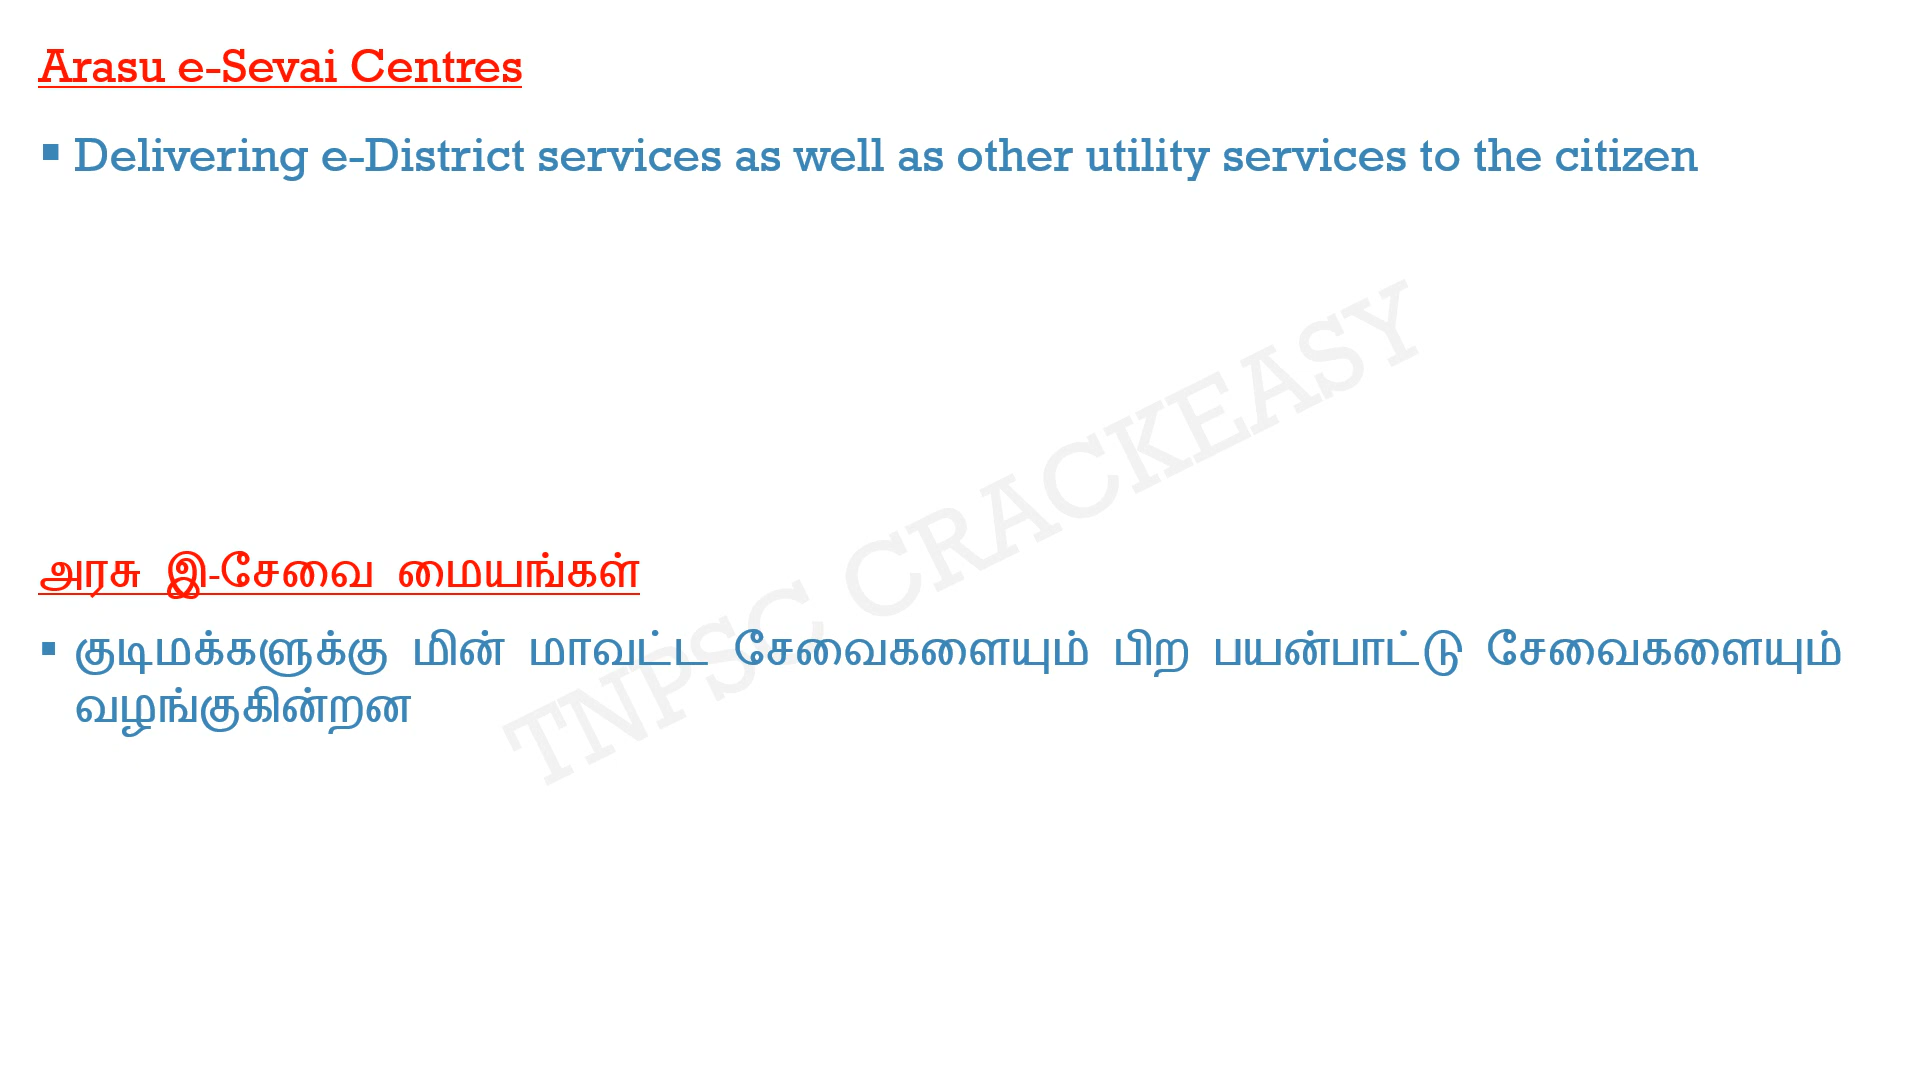 Arasu e-Sevai Centres
▪ Delivering e-District services as well as other utility services to the citizen
TNPSC CRACKEASY
அரசு இ-சேவை மையங்கள்
▪ குடிமக்களுக்கு மின் மாவட்ட சேவைகளையும் பிற பயன்பாட்டு சேவைகளையும்
வழங்குகின்றன